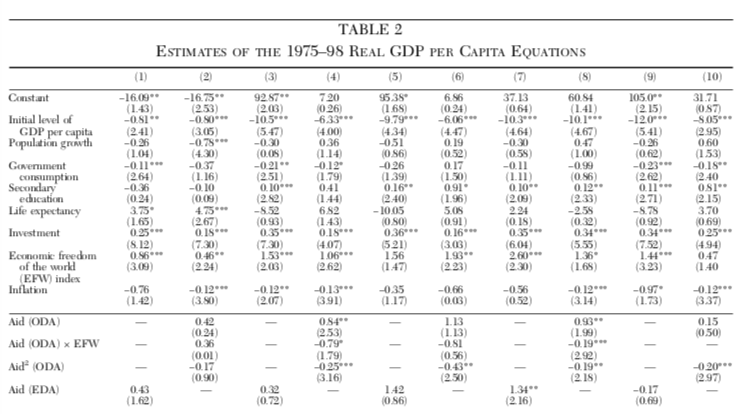 TABLE 2
ESTIMATES OF THE 1975–98 REAL GDP PER CAPITA EQUATIONS
(1) (2) (3) (4) (5) (6) (7) (8) (9) (10)
Constant –16.09** –16.75** 92.87** 7.20 95.38* 6.86 37.13 60.84 105.0** 31.71
(1.43) (2.53) (2.03) (0.26) (1.68) (0.24) (0.64) (1.41) (2.15) (0.87)
Initial level of –0.81** –0.80*** –10.5*** –6.33*** –9.79*** –6.06*** –10.3*** –10.1*** –12.0*** –8.05***
GDP per capita (2.41) (3.05) (5.47) (4.00) (4.34) (4.47) (4.64) (4.67) (5.41) (2.95)
Population growth –0.26 –0.78*** –0.30 0.36 –0.51 0.19 –0.30 0.47 –0.26 0.60
(1.04) (4.30) (0.08) (1.14) (0.86) (0.52) (0.58) (1.00) (0.62) (1.53)
Government –0.11*** –0.37 –0.21** –0.12* –0.26 0.17 –0.11 –0.99 –0.23*** –0.18**
consumption (2.64) (1.16) (2.51) (1.79) (1.39) (1.50) (1.11) (0.86) (2.62) (2.40
Secondary –0.36 –0.10 0.10*** 0.41 0.16** 0.91* 0.10** 0.12** 0.11*** 0.81**
education (0.24) (0.09) (2.82) (1.44) (2.40) (1.96) (2.09) (2.33) (2.71) (2.15)
Life expectancy 3.75* 4.75*** –8.52 6.82 –10.05 5.08 2.24 –2.58 –8.78 3.70
(1.65) (2.67) (0.93) (1.43) (0.80) (0.91) (0.18) (0.32) (0.92) (0.69)
Investment 0.25*** 0.18*** 0.35*** 0.18*** 0.36*** 0.16*** 0.35*** 0.34*** 0.34*** 0.25***
(8.12) (7.30) (7.30) (4.07) (5.21) (3.03) (6.04) (5.55) (7.52) (4.94)
Economic freedom 0.86*** 0.46** 1.53*** 1.06*** 1.56 1.93** 2.60*** 1.36* 1.44*** 0.47
of the world (3.09) (2.24) (2.03) (2.62) (1.47) (2.23) (2.30) (1.68) (3.23) (1.40
(EFW) index
Inflation –0.76 –0.12*** –0.12** –0.13*** –0.35 –0.66 –0.56 –0.12*** –0.97* –0.12***
(1.42) (3.80) (2.07) (3.91) (1.17) (0.03) (0.52) (3.14) (1.73) (3.37)
Aid (ODA) — 0.42 — 0.84** — 1.13 — 0.93** — 0.15
(0.24) (2.53) (1.13) (1.99) (0.50)
Aid (ODA) × EFW — 0.36 — –0.79* — –0.81 — –0.19*** — —
(0.01) (1.79) (0.56) (2.92)
Aid² (ODA) — –0.17 — –0.25*** — –0.43** — –0.19** — –0.20***
(0.90) (3.16) (2.50) (2.18) (2.97)
Aid (EDA) 0.43 — 0.32 — 1.42 — 1.34** — –0.17 —
(1.62) (0.72) (0.86) (2.16) (0.69)